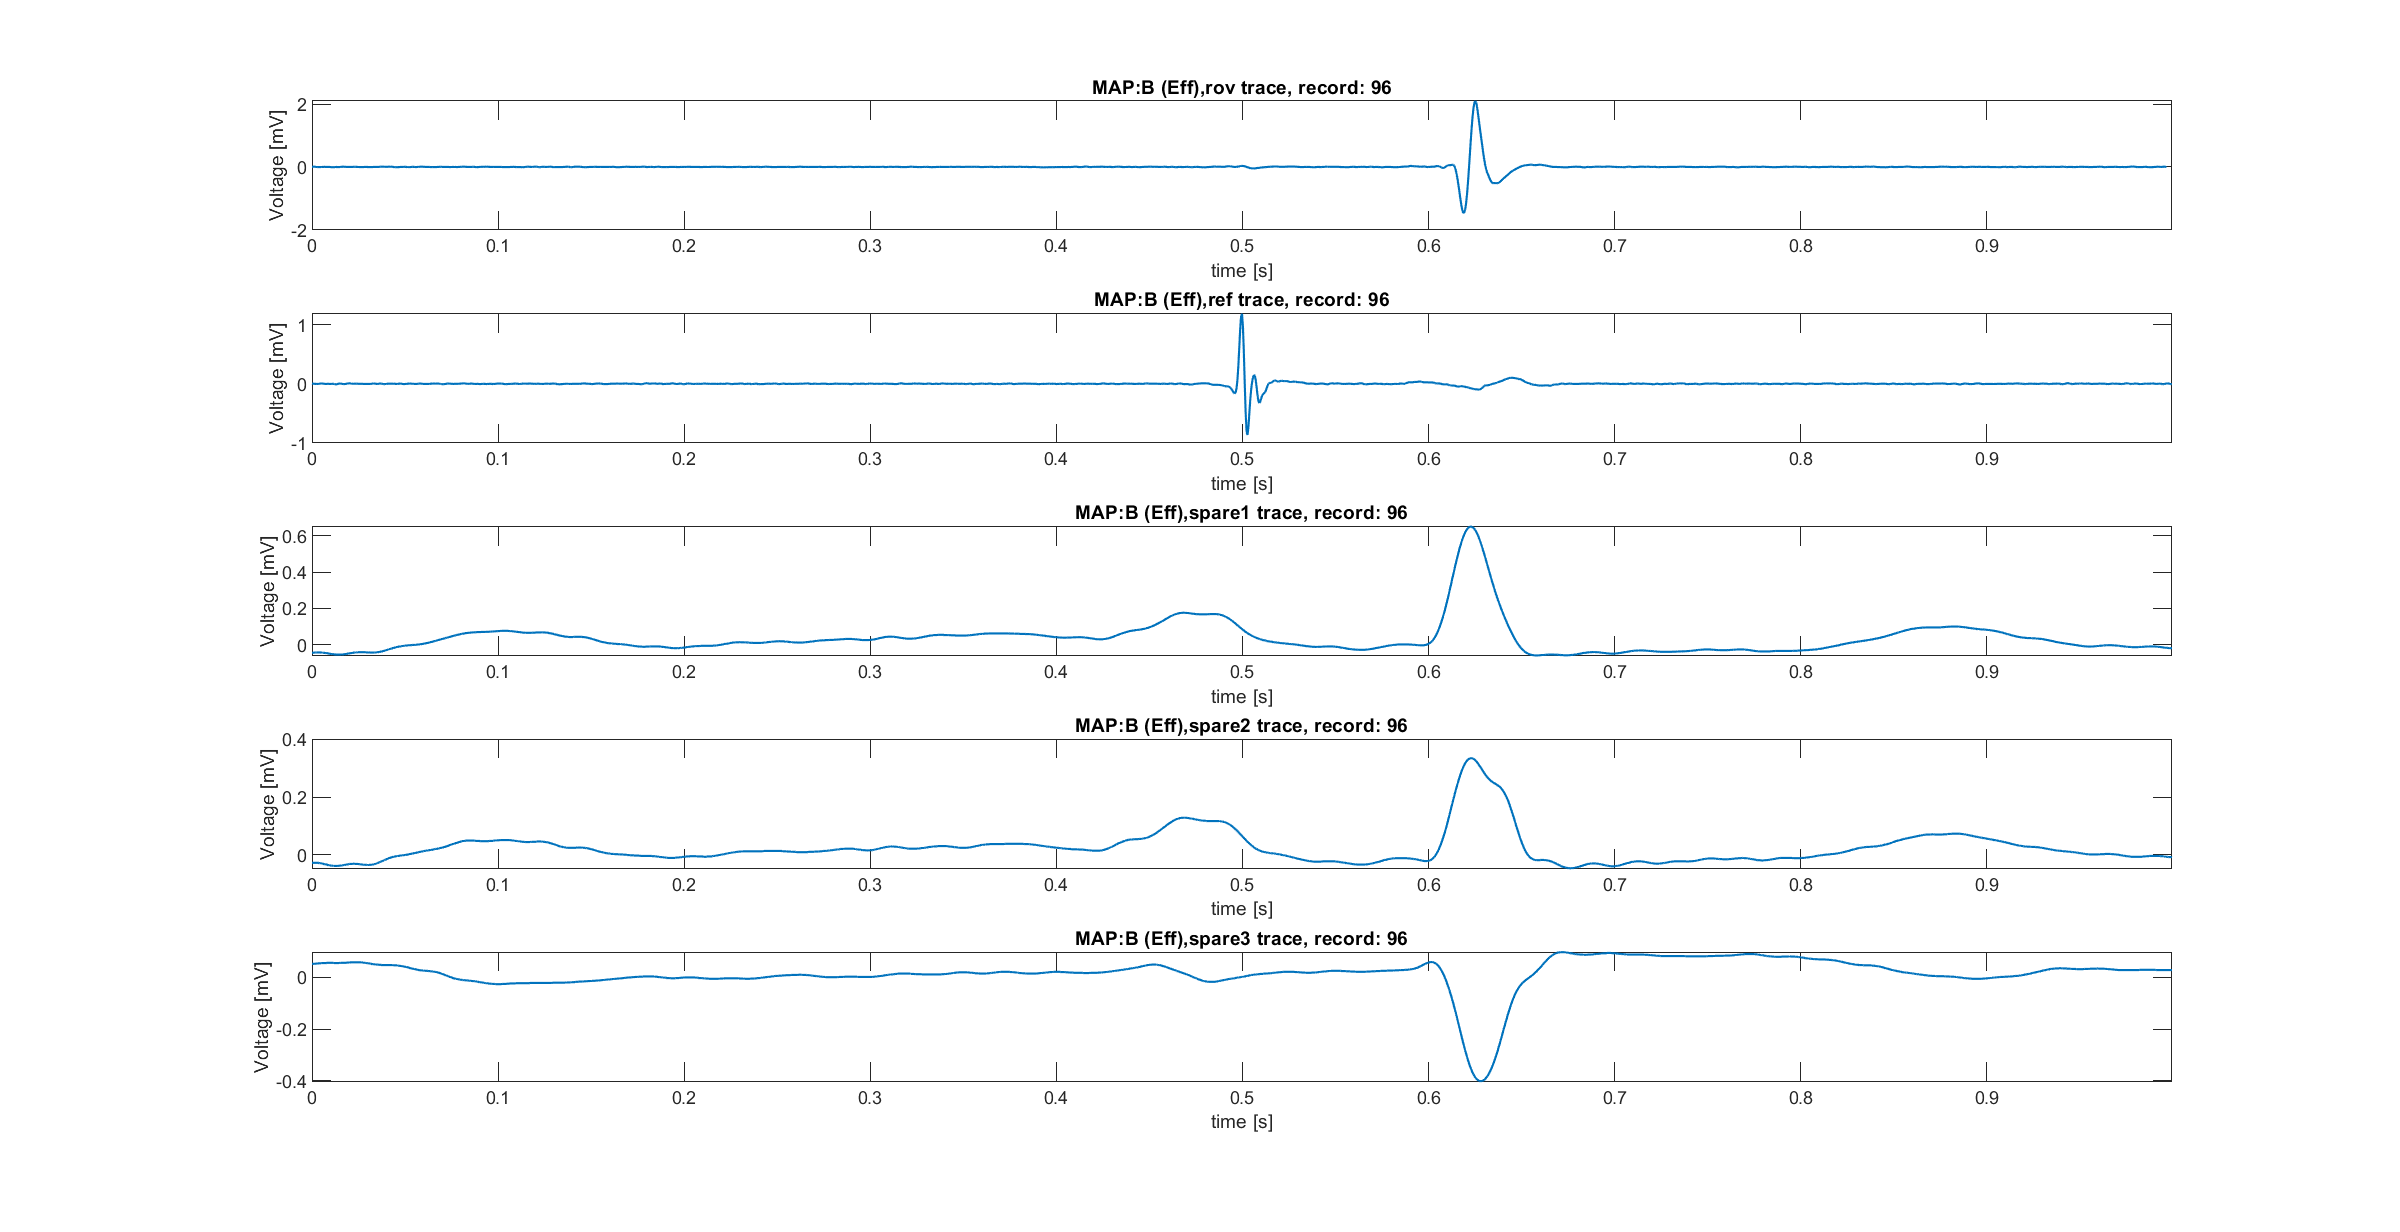 MAP:B (Eff),rov trace, record: 96
Voltage [mV]
2
0
-2
0 0.1 0.2 0.3 0.4 0.5 0.6 0.7 0.8 0.9
time [s]
MAP:B (Eff),ref trace, record: 96
Voltage [mV]
1
0
-1
0 0.1 0.2 0.3 0.4 0.5 0.6 0.7 0.8 0.9
time [s]
MAP:B (Eff),spare1 trace, record: 96
Voltage [mV]
0.6
0.4
0.2
0
0 0.1 0.2 0.3 0.4 0.5 0.6 0.7 0.8 0.9
time [s]
MAP:B (Eff),spare2 trace, record: 96
Voltage [mV]
0.4
0.2
0
0 0.1 0.2 0.3 0.4 0.5 0.6 0.7 0.8 0.9
time [s]
MAP:B (Eff),spare3 trace, record: 96
Voltage [mV]
0
-0.2
-0.4
0 0.1 0.2 0.3 0.4 0.5 0.6 0.7 0.8 0.9
time [s]